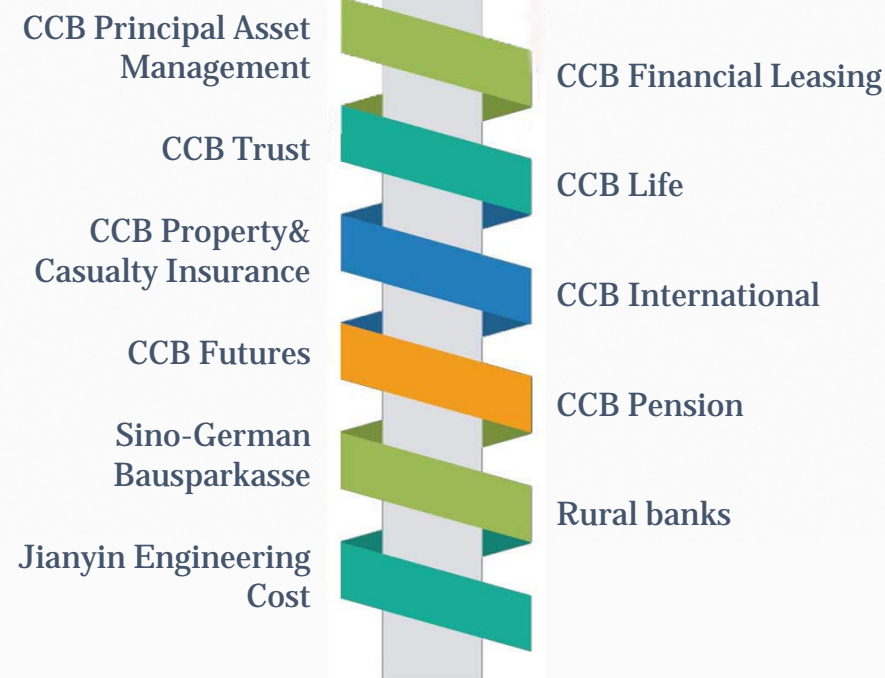 CCB Principal Asset
Management
CCB Financial Leasing
CCB Trust
CCB Life
CCB Property&
Casualty Insurance
CCB International
CCB Futures
CCB Pension
Sino-German
Bausparkasse
Rural banks
Jianyin Engineering
Cost